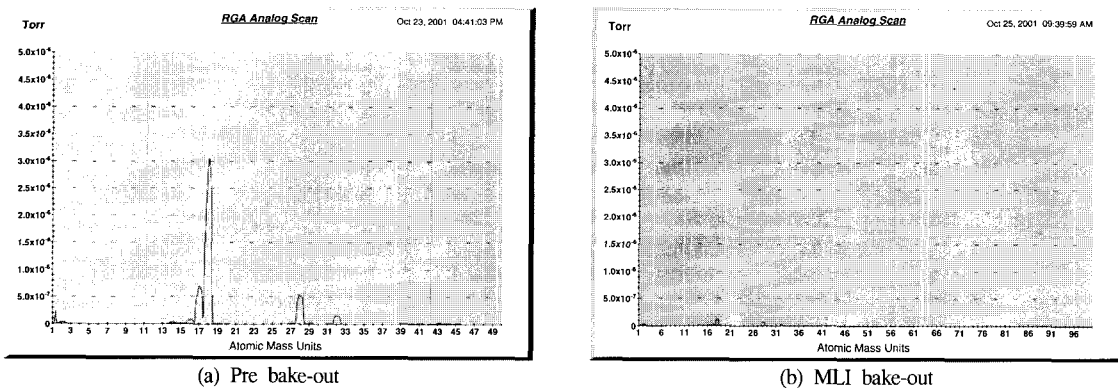 Torr
RGA Analog Scan
Oct 23, 2001 04:41:03 PM
5.0x10-6
4.5x10-6
4.0x10-6
3.5x10-6
3.0x10-6
2.5x10-6
2.0x10-6
1.5x10-6
1.0x10-6
5.0x10-7
0
1 3 5 7 9 11 13 15 17 19 21 23 25 27 29 31 33 35 37 39 41 43 45 47 49
Atomic Mass Units
(a) Pre bake-out
Torr
RGA Analog Scan
Oct 25, 2001 09:39:59 AM
5.0x10-6
4.5x10-6
4.0x10-6
3.5x10-6
3.0x10-6
2.5x10-6
2.0x10-6
1.5x10-6
1.0x10-6
5.0x10-7
0
1 6 11 16 21 26 31 36 41 46 51 56 61 66 71 76 81 86 91 96
Atomic Mass Units
(b) MLI bake-out